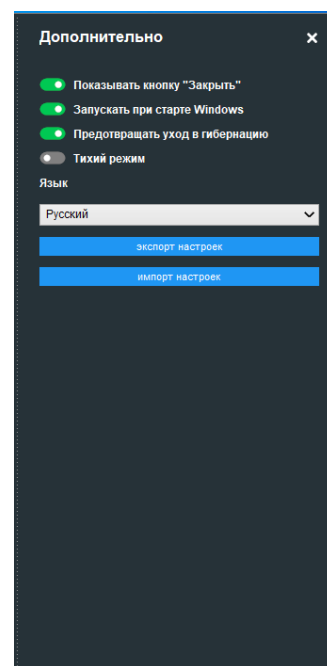 Дополнительно
Показывать кнопку "Закрыть"
Запускать при старте Windows
Предотвращать уход в гибернацию
Тихий режим
Язык
Русский
экспорт настроек
импорт настроек